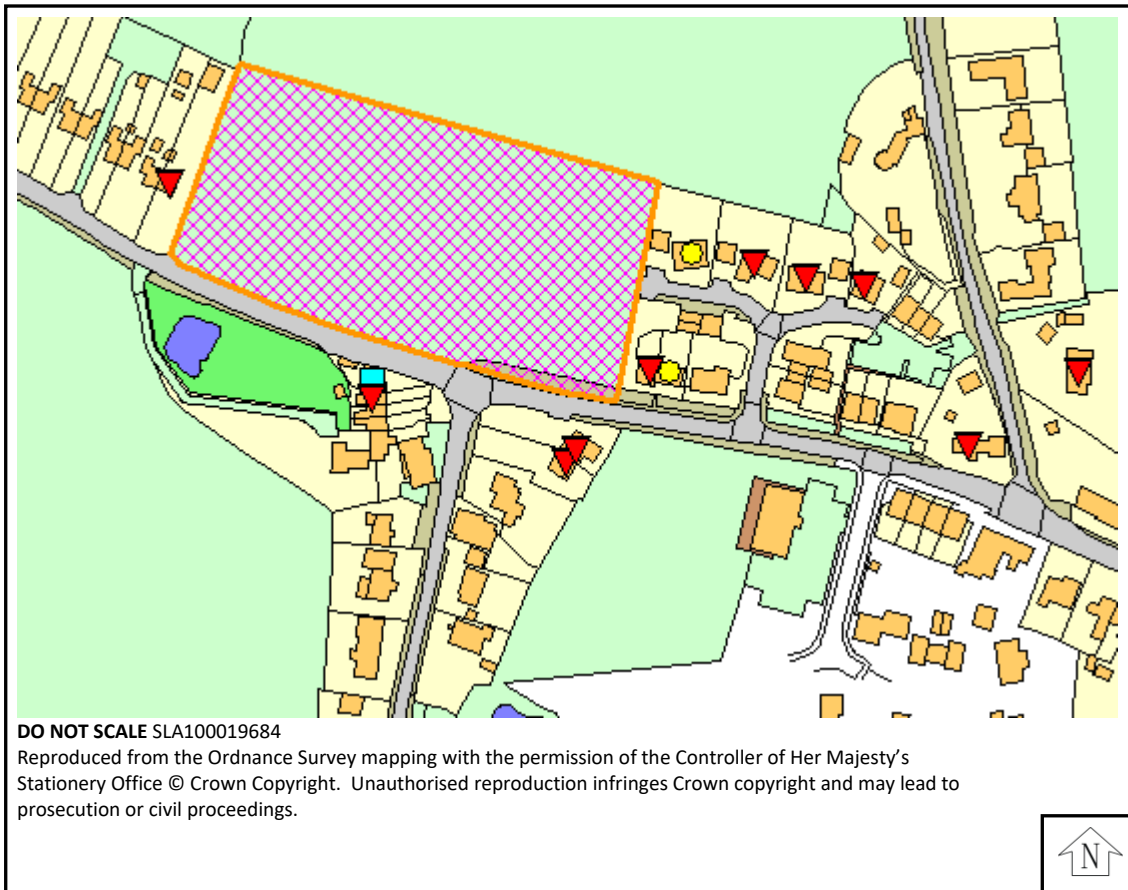 DO NOT SCALE SLA100019684
Reproduced from the Ordnance Survey mapping with the permission of the Controller of Her Majesty’s
Stationery Office © Crown Copyright. Unauthorised reproduction infringes Crown copyright and may lead to
prosecution or civil proceedings.
N